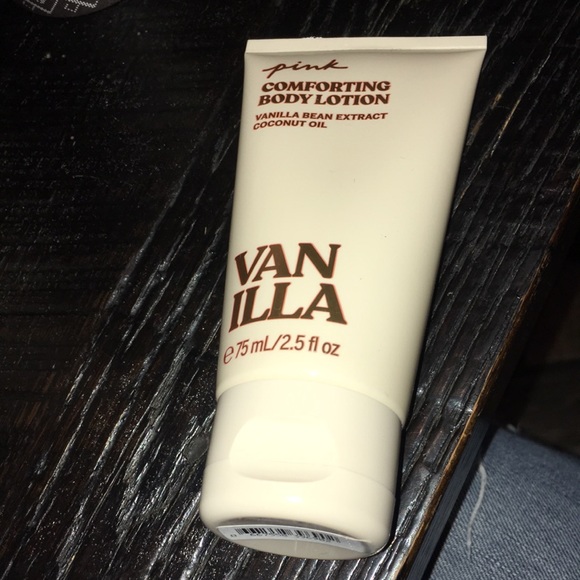 pink
COMFORTING
BODY LOTION
VANILLA BEAN EXTRACT
COCONUT OIL
VAN
ILLA
℮ 75 mL/2.5 fl oz